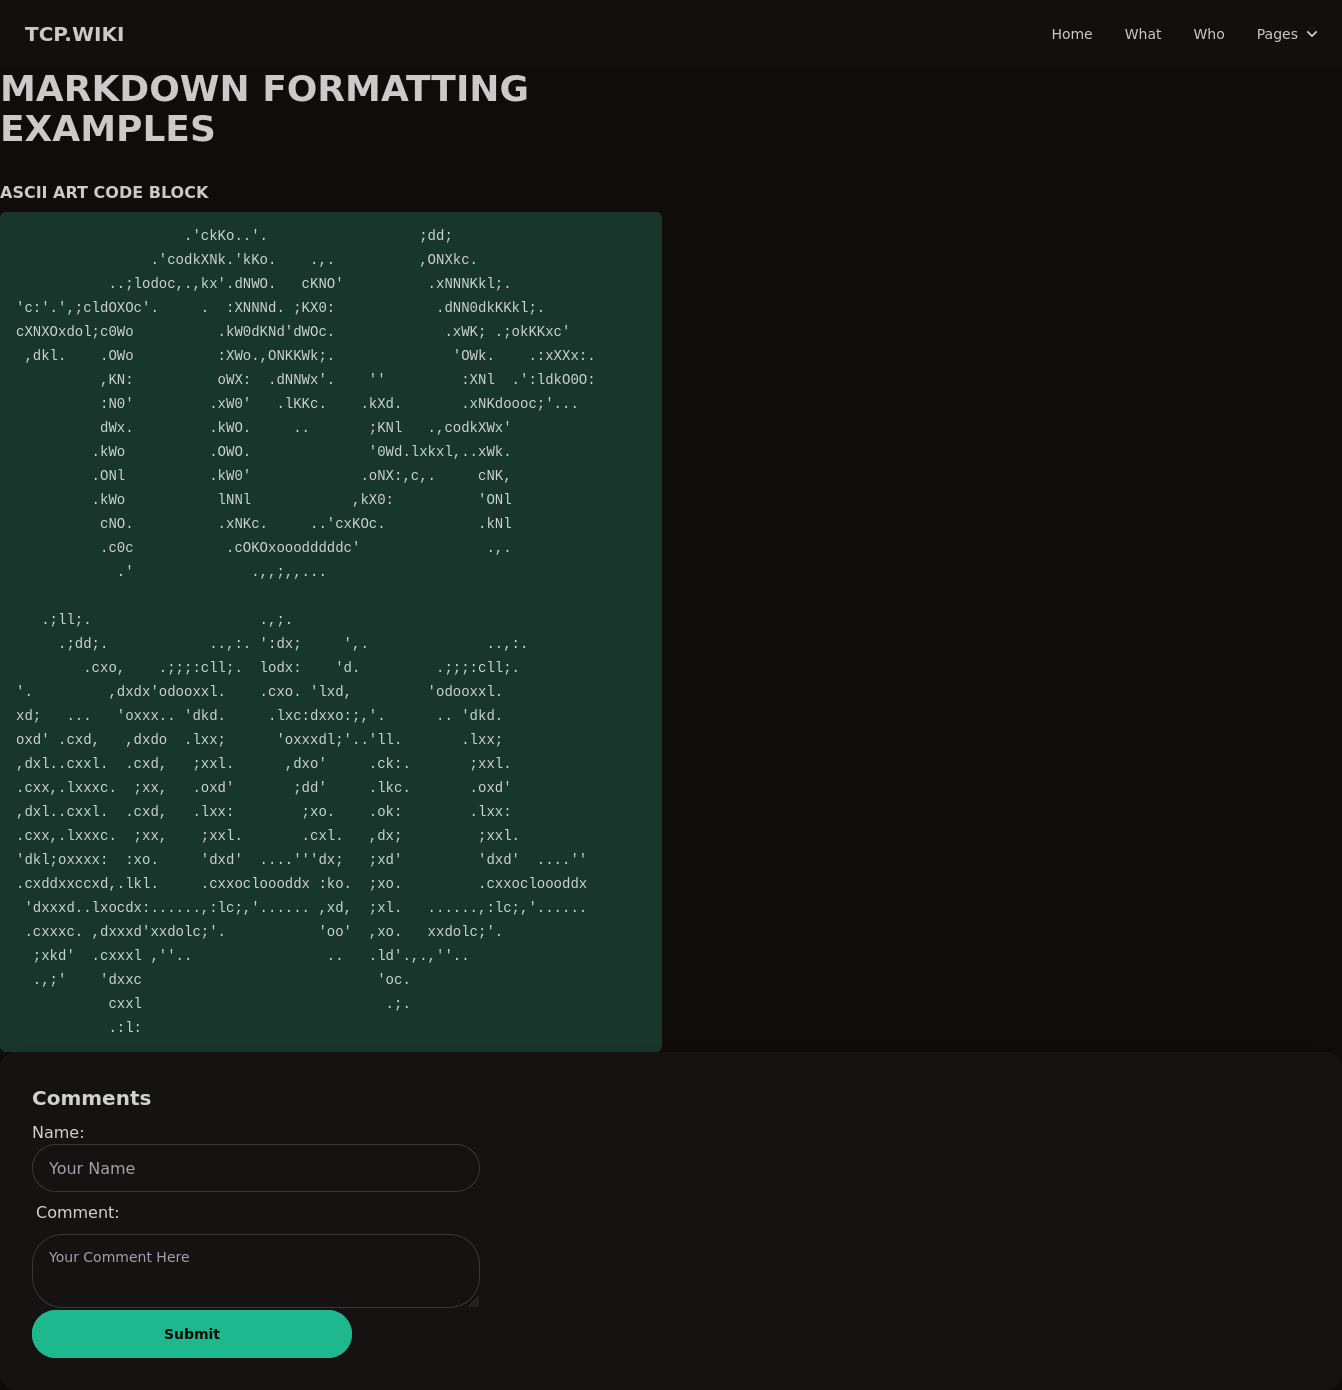 TCP.WIKI
Home What Who Pages
MARKDOWN FORMATTING
EXAMPLES
ASCII ART CODE BLOCK
                    .'ckKo..'.                  ;dd;
                .'codkXNk.'kKo.    .,.          ,ONXkc.
           ..;lodoc,.,kx'.dNWO.   cKNO'          .xNNNKkl;.
'c:'.',;cldOXOc'.     .  :XNNNd. ;KX0:            .dNN0dkKKkl;.
cXNXOxdol;c0Wo          .kW0dKNd'dWOc.             .xWK; .;okKKxc'
 ,dkl.    .OWo          :XWo.,ONKKWk;.              'OWk.    .:xXXx:.
          ,KN:          oWX:  .dNNWx'.    ''         :XNl  .':ldkO0O:
          :N0'         .xW0'   .lKKc.    .kXd.       .xNKdoooc;'...
          dWx.         .kWO.     ..       ;KNl   .,codkXWx'
         .kWo          .OWO.              '0Wd.lxkxl,..xWk.
         .ONl          .kW0'             .oNX:,c,.     cNK,
         .kWo           lNNl            ,kX0:          'ONl
          cNO.          .xNKc.     ..'cxKOc.           .kNl
          .c0c           .cOKOxooodddddc'               .,.
            .'              .,,;,,...
   .;ll;.                    .,;.
     .;dd;.            ..,:. ':dx;     ',.              ..,:.
        .cxo,    .;;;:cll;.  lodx:    'd.         .;;;:cll;.
'.         ,dxdx'odooxxl.    .cxo. 'lxd,         'odooxxl.
xd;   ...   'oxxx.. 'dkd.     .lxc:dxxo:;,'.      .. 'dkd.
oxd' .cxd,   ,dxdo  .lxx;      'oxxxdl;'..'ll.       .lxx;
,dxl..cxxl.  .cxd,   ;xxl.      ,dxo'     .ck:.       ;xxl.
.cxx,.lxxxc.  ;xx,   .oxd'       ;dd'     .lkc.       .oxd'
,dxl..cxxl.  .cxd,   .lxx:        ;xo.    .ok:        .lxx:
.cxx,.lxxxc.  ;xx,    ;xxl.       .cxl.   ,dx;         ;xxl.
'dkl;oxxxx:  :xo.     'dxd'  ....'''dx;   ;xd'         'dxd'  ....''
.cxddxxccxd,.lkl.     .cxxocloooddx :ko.  ;xo.         .cxxocloooddx
 'dxxxd..lxocdx:......,:lc;,'...... ,xd,  ;xl.   ......,:lc;,'......
 .cxxxc. ,dxxxd'xxdolc;'.           'oo'  ,xo.   xxdolc;'.
  ;xkd'  .cxxxl ,''..                ..   .ld'.,.,''..
  .,;'    'dxxc                            'oc.
           cxxl                             .;.
           .:l:
Comments
Name:
Your Name
Comment:
Your Comment Here
Submit